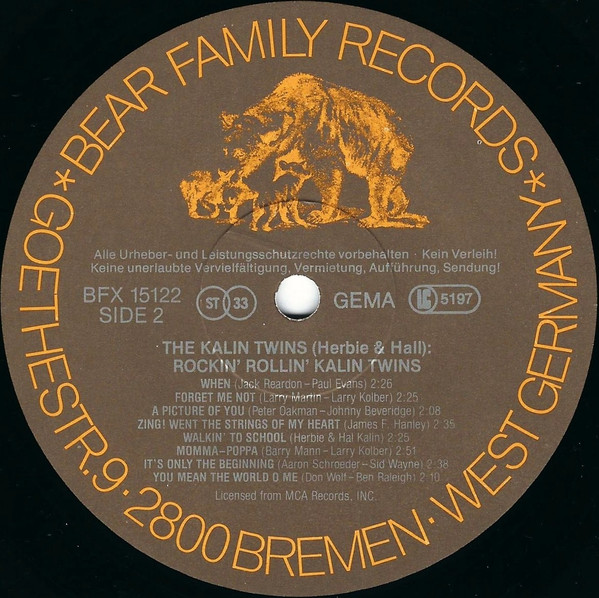 *BEAR FAMILY RECORDS*
GOETHESTR. 9 · 2800 BREMEN · WEST GERMANY
Alle Urheber- und Leistungsschutzrechte vorbehalten · Kein Verleih!
Keine unerlaubte Vervielfältigung, Vermietung, Aufführung, Sendung!
BFX 15122 ST 33 GEMA LC 5197
SIDE 2
THE KALIN TWINS (Herbie & Hall):
ROCKIN' ROLLIN' KALIN TWINS
WHEN (Jack Reardon – Paul Evans) 2:26
FORGET ME NOT (Larry Martin – Larry Kolber) 2:25
A PICTURE OF YOU (Peter Oakman – Johnny Beveridge) 2:08
ZING! WENT THE STRINGS OF MY HEART (James F. Hanley) 2:35
WALKIN' TO SCHOOL (Herbie & Hal Kalin) 2:25
MOMMA–POPPA (Barry Mann – Larry Kolber) 2:51
IT'S ONLY THE BEGINNING (Aaron Schroeder – Sid Wayne) 2:38
YOU MEAN THE WORLD O ME (Don Wolf – Ben Raleigh) 2:10
Licensed from MCA Records, INC.